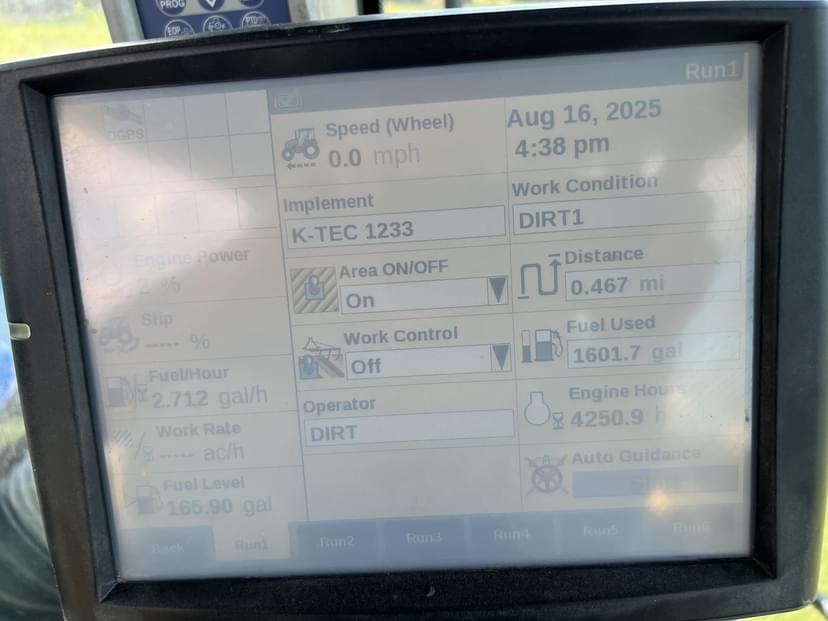 PROG
EOP
PTO
Run1
DGPS
Speed (Wheel)
0.0 mph
Aug 16, 2025
4:38 pm
Implement
K-TEC 1233
Work Condition
DIRT1
Engine Power
2 %
Area ON/OFF
On
Distance
0.467 mi
Slip
----- %
Work Control
Off
Fuel Used
1601.7 gal
Fuel/Hour
2.712 gal/h
Operator
DIRT
Engine Hours
4250.9 h
Work Rate
----- ac/h
Auto Guidance
Fuel Level
165.90 gal
Back
Run1
Run2
Run3
Run4
Run5
Run6